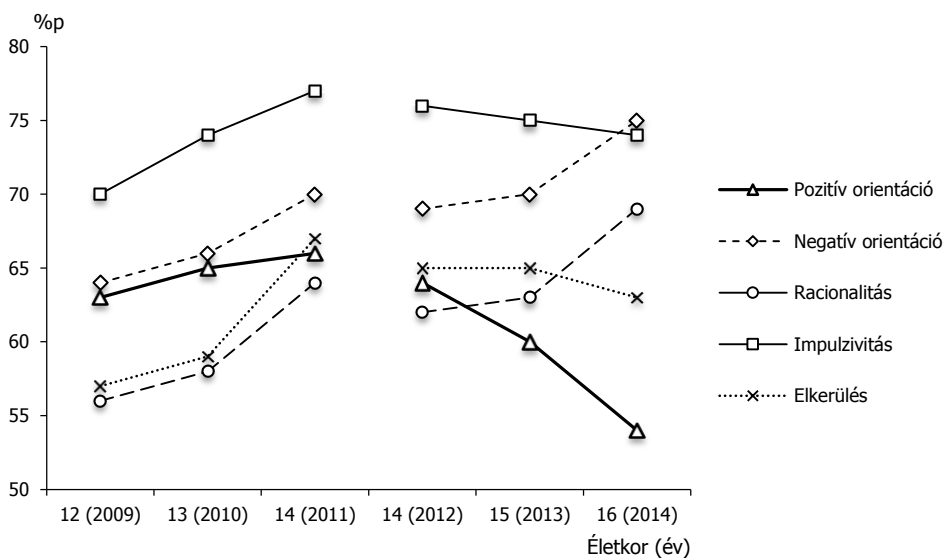 %p
80
75
70
65
60
55
50
12 (2009) 13 (2010) 14 (2011) 14 (2012) 15 (2013) 16 (2014)
Életkor (év)
Pozitív orientáció
Negatív orientáció
Racionalitás
Impulzivitás
Elkerülés